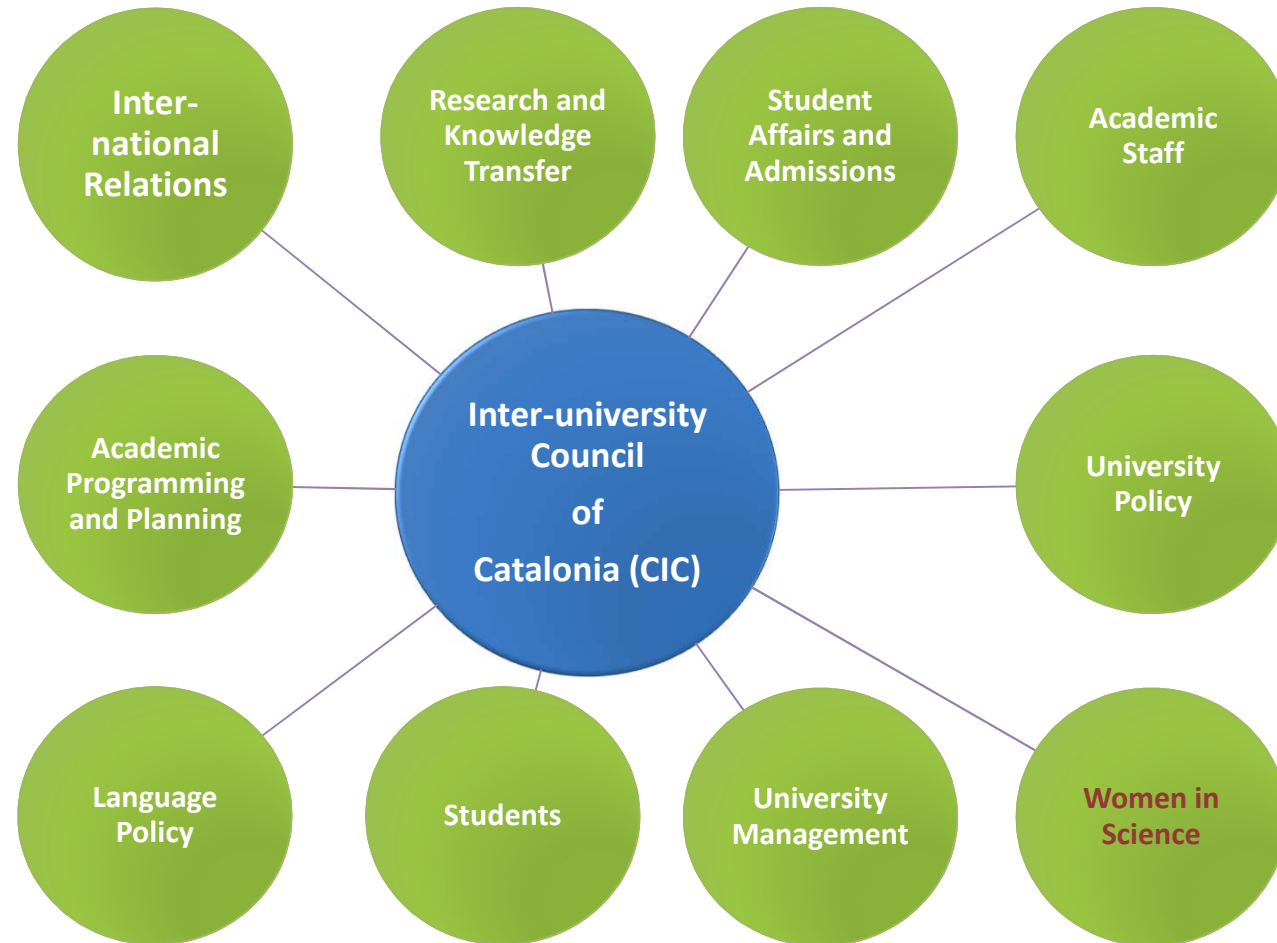 Inter-
national
Relations
Research and
Knowledge
Transfer
Student
Affairs and
Admissions
Academic
Staff
Academic
Programming
and Planning
Inter-university
Council
of
Catalonia (CIC)
University
Policy
Language
Policy
Students
University
Management
Women in
Science